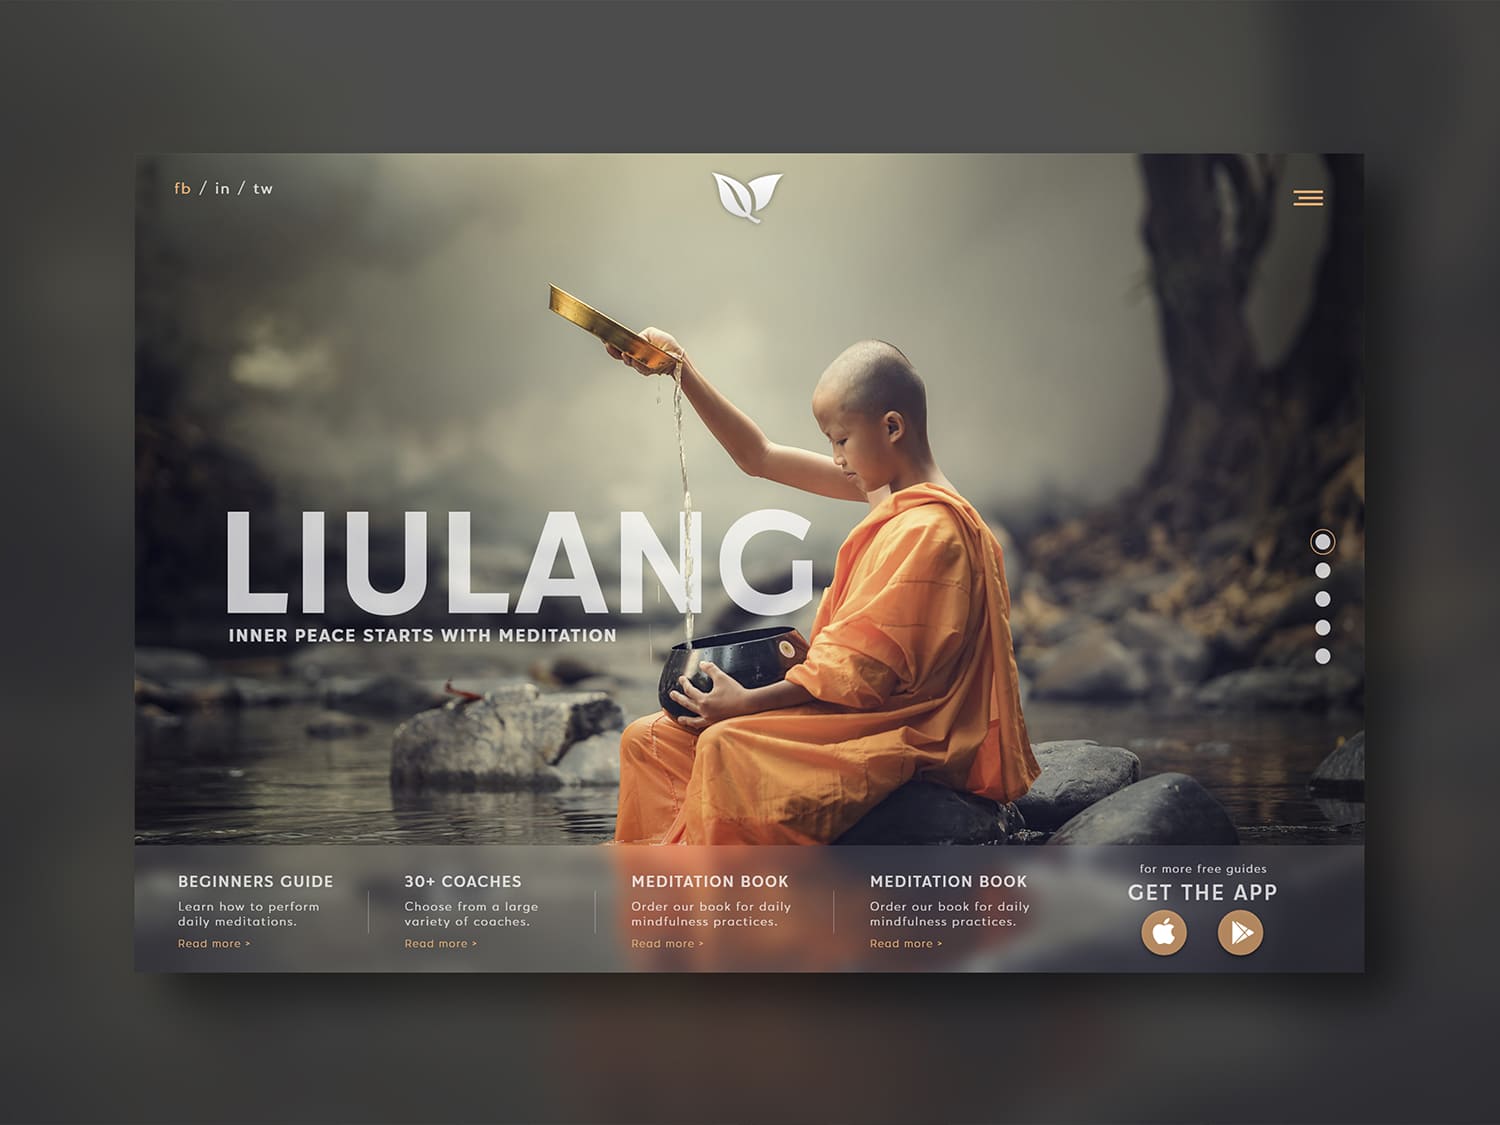 fb / in / tw
LIULANG
INNER PEACE STARTS WITH MEDITATION
BEGINNERS GUIDE
Learn how to perform
daily meditations.
Read more >
30+ COACHES
Choose from a large
variety of coaches.
Read more >
MEDITATION BOOK
Order our book for daily
mindfulness practices.
Read more >
MEDITATION BOOK
Order our book for daily
mindfulness practices.
Read more >
for more free guides
GET THE APP